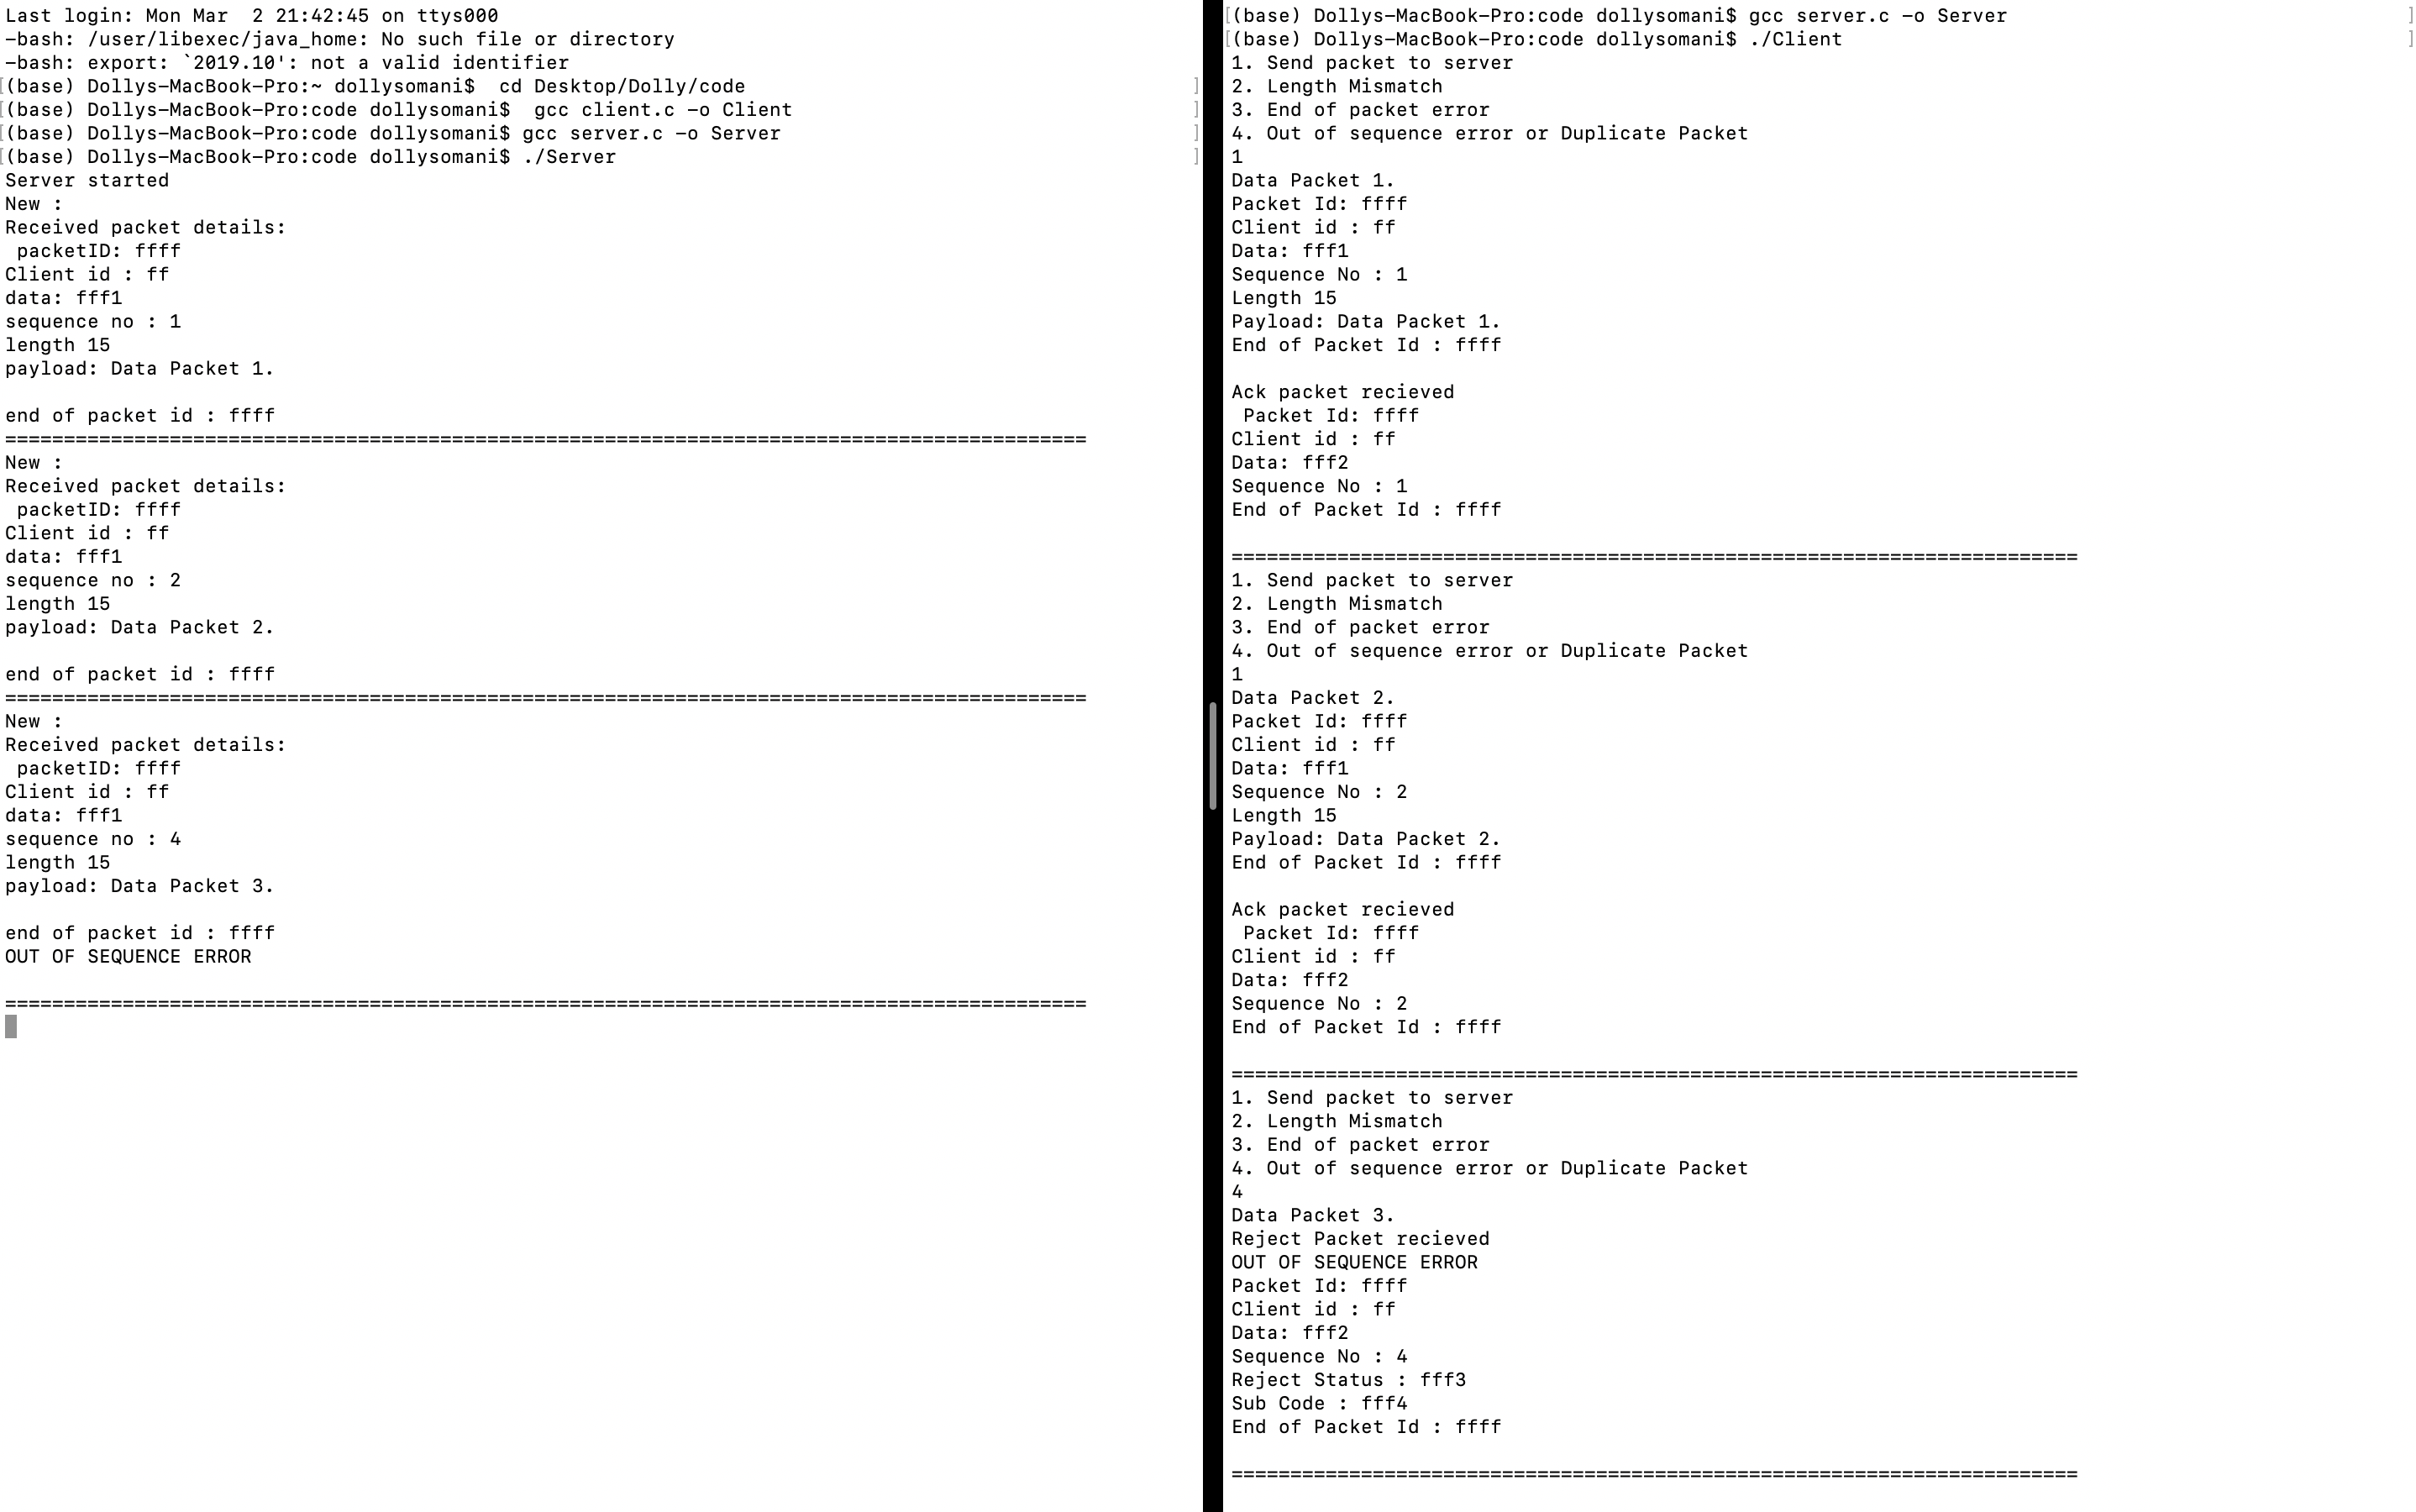 Last login: Mon Mar  2 21:42:45 on ttys000
-bash: /user/libexec/java_home: No such file or directory
-bash: export: `2019.10': not a valid identifier
[(base) Dollys-MacBook-Pro:~ dollysomani$  cd Desktop/Dolly/code ]
[(base) Dollys-MacBook-Pro:code dollysomani$  gcc client.c -o Client ]
[(base) Dollys-MacBook-Pro:code dollysomani$ gcc server.c -o Server ]
[(base) Dollys-MacBook-Pro:code dollysomani$ ./Server ]
Server started
New :
Received packet details:
 packetID: ffff
Client id : ff
data: fff1
sequence no : 1
length 15
payload: Data Packet 1.

end of packet id : ffff
============================================================================================
New :
Received packet details:
 packetID: ffff
Client id : ff
data: fff1
sequence no : 2
length 15
payload: Data Packet 2.

end of packet id : ffff
============================================================================================
New :
Received packet details:
 packetID: ffff
Client id : ff
data: fff1
sequence no : 4
length 15
payload: Data Packet 3.

end of packet id : ffff
OUT OF SEQUENCE ERROR

============================================================================================
[(base) Dollys-MacBook-Pro:code dollysomani$ gcc server.c -o Server ]
[(base) Dollys-MacBook-Pro:code dollysomani$ ./Client ]
1. Send packet to server
2. Length Mismatch
3. End of packet error
4. Out of sequence error or Duplicate Packet
1
Data Packet 1.
Packet Id: ffff
Client id : ff
Data: fff1
Sequence No : 1
Length 15
Payload: Data Packet 1.
End of Packet Id : ffff

Ack packet recieved
 Packet Id: ffff
Client id : ff
Data: fff2
Sequence No : 1
End of Packet Id : ffff

========================================================================
1. Send packet to server
2. Length Mismatch
3. End of packet error
4. Out of sequence error or Duplicate Packet
1
Data Packet 2.
Packet Id: ffff
Client id : ff
Data: fff1
Sequence No : 2
Length 15
Payload: Data Packet 2.
End of Packet Id : ffff

Ack packet recieved
 Packet Id: ffff
Client id : ff
Data: fff2
Sequence No : 2
End of Packet Id : ffff

========================================================================
1. Send packet to server
2. Length Mismatch
3. End of packet error
4. Out of sequence error or Duplicate Packet
4
Data Packet 3.
Reject Packet recieved
OUT OF SEQUENCE ERROR
Packet Id: ffff
Client id : ff
Data: fff2
Sequence No : 4
Reject Status : fff3
Sub Code : fff4
End of Packet Id : ffff

========================================================================